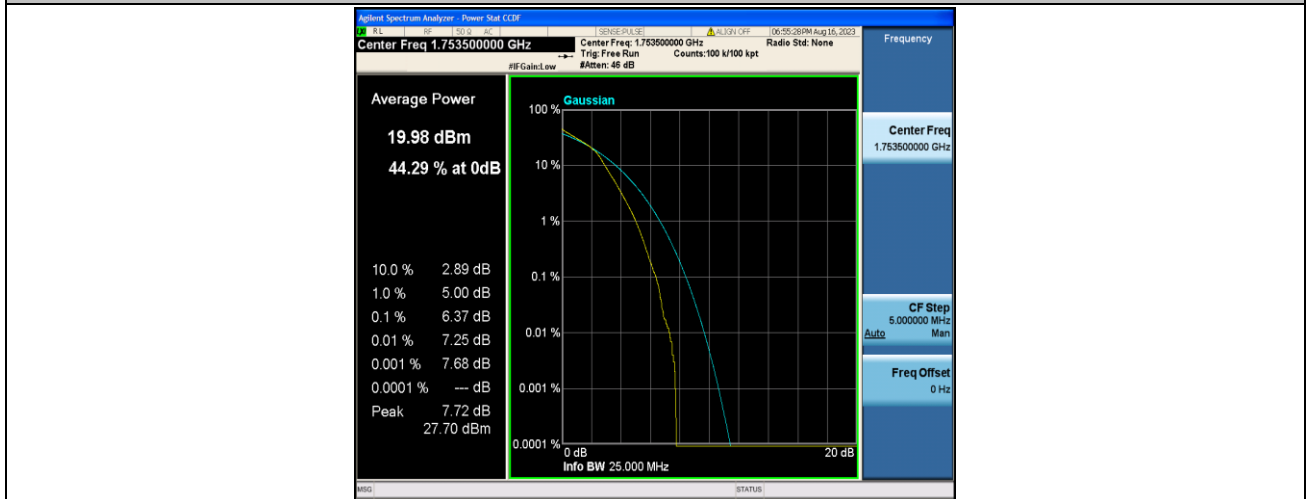 Agilent Spectrum Analyzer - Power Stat CCDF
RL RF 50 Ω AC SENSE:PULSE ALIGN OFF 06:55:28PM Aug 16, 2023
Center Freq 1.753500000 GHz
Center Freq: 1.753500000 GHz Radio Std: None
Trig: Free Run Counts:100 k/100 kpt
#IFGain:Low #Atten: 46 dB
Frequency
Average Power
19.98 dBm
44.29 % at 0dB
10.0 % 2.89 dB
1.0 % 5.00 dB
0.1 % 6.37 dB
0.01 % 7.25 dB
0.001 % 7.68 dB
0.0001 % --- dB
Peak 7.72 dB
27.70 dBm
Gaussian
100 %
10 %
1 %
0.1 %
0.01 %
0.001 %
0.0001 %
0 dB 20 dB
Info BW 25.000 MHz
Center Freq
1.753500000 GHz
CF Step
5.000000 MHz
Auto Man
Freq Offset
0 Hz
MSG STATUS